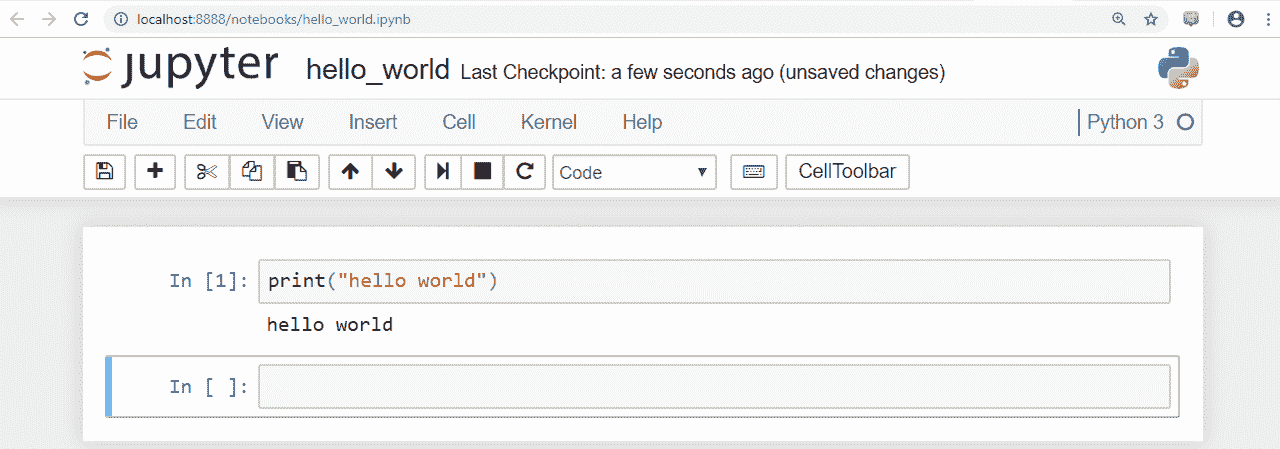 localhost:8888/notebooks/hello_world.ipynb
jupyter hello_world Last Checkpoint: a few seconds ago (unsaved changes)
File Edit View Insert Cell Kernel Help Python 3
Code CellToolbar
In [1]: print("hello world")
hello world
In [ ]: